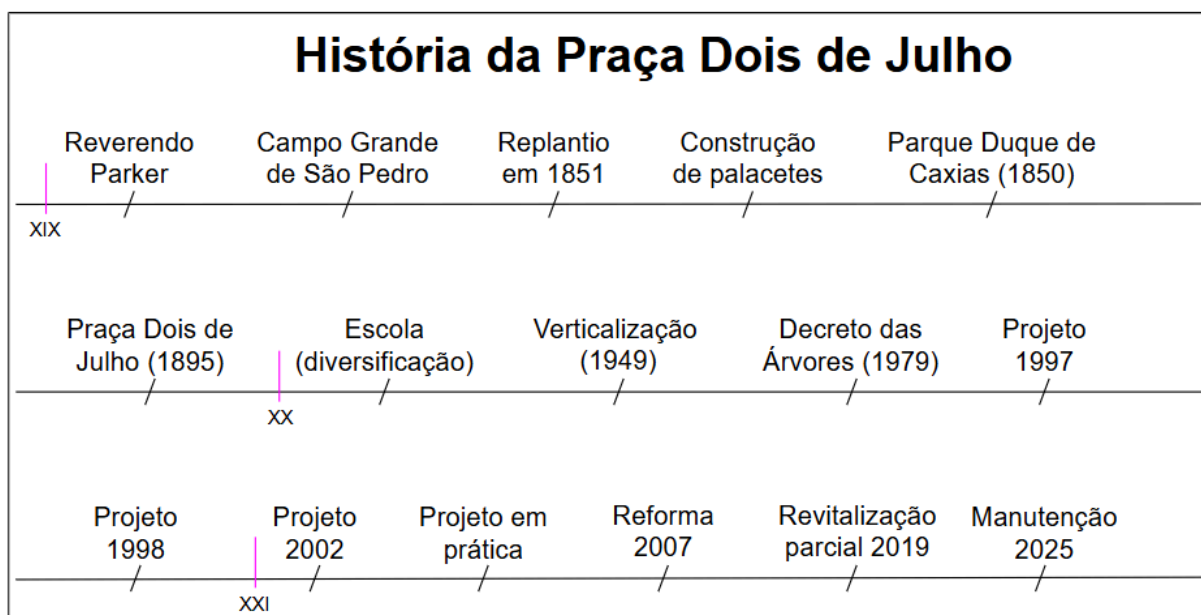 História da Praça Dois de Julho
Reverendo
Parker
Campo Grande
de São Pedro
Replantio
em 1851
Construção
de palacetes
Parque Duque de
Caxias (1850)
XIX
Praça Dois de
Julho (1895)
Escola
(diversificação)
Verticalização
(1949)
Decreto das
Árvores (1979)
Projeto
1997
XX
Projeto
1998
Projeto
2002
Projeto em
prática
Reforma
2007
Revitalização
parcial 2019
Manutenção
2025
XXI